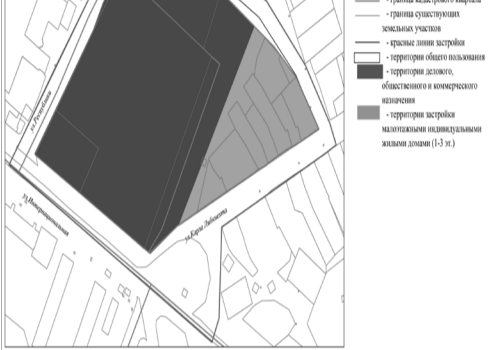 - граница кадастрового квартала
- граница существующих
земельных участков
- красные линии застройки
- территории общего пользования
- территории делового,
общественного и коммерческого
назначения
- территории застройки
малоэтажными индивидуальными
жилыми домами (1-3 эт.)
ул.Республики
ул.Интернациональная
ул.Карла Либкнехта